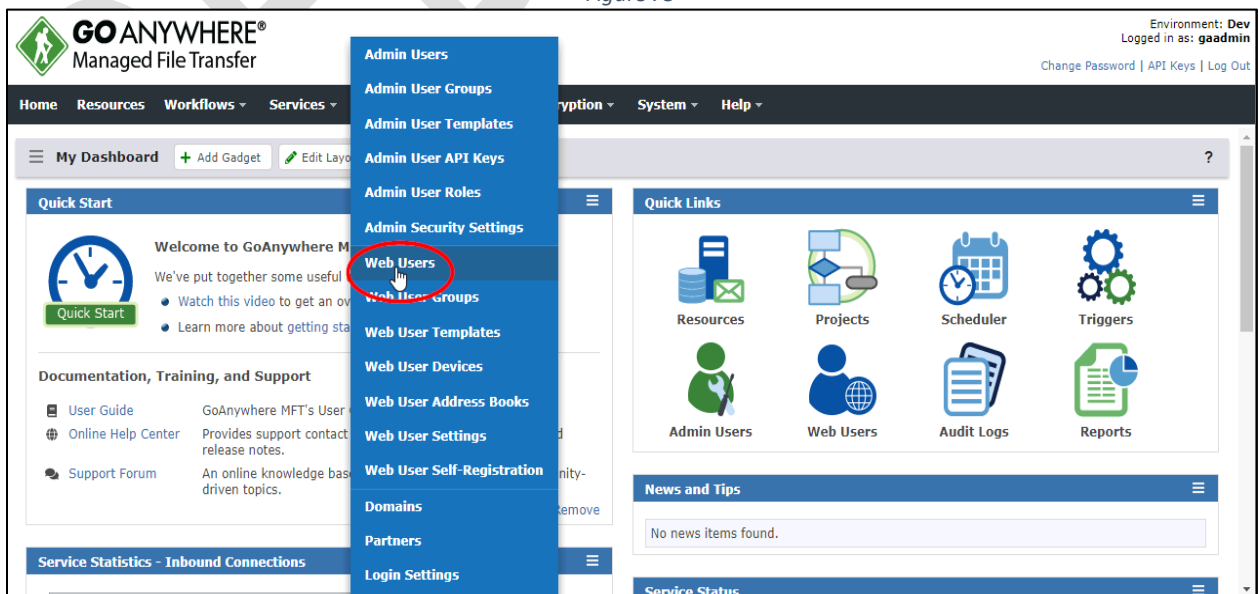 GO ANYWHERE®
Managed File Transfer
Environment: Dev
Logged in as: gaadmin
Change Password | API Keys | Log Out
Home Resources Workflows Services System Help
My Dashboard + Add Gadget Edit ?
Admin Users
Admin User Groups
Admin User Templates
Admin User API Keys
Admin User Roles
Admin Security Settings
Web Users
Web User Groups
Web User Templates
Web User Devices
Web User Address Books
Web User Settings
Web User Self-Registration
Domains
Partners
Login Settings
Quick Start
Quick Start
Welcome to GoAnywhere M
We've put together some useful
Watch this video to get an ov
Learn more about getting sta
Documentation, Training, and Support
User Guide GoAnywhere MFT's User
Online Help Center Provides support contact
release notes.
Support Forum An online knowledge bas nity-
driven topics.
Remove
Service Statistics - Inbound Connections
Quick Links
Resources Projects Scheduler Triggers
Admin Users Web Users Audit Logs Reports
News and Tips
No news items found.
Service Status